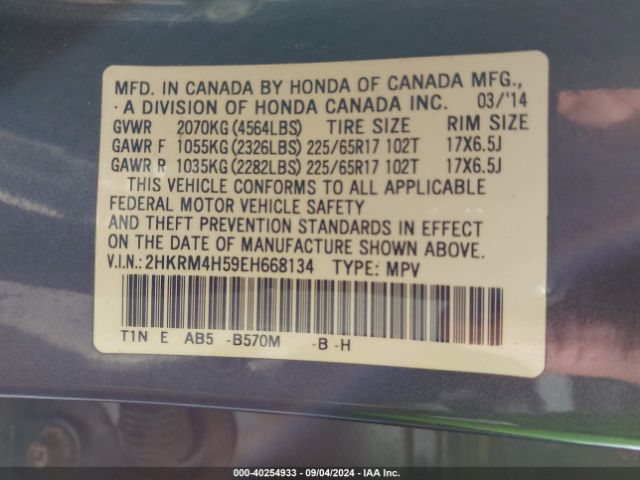 MFD. IN CANADA BY HONDA OF CANADA MFG.,
A DIVISION OF HONDA CANADA INC. 03/'14
GVWR 2070KG(4564LBS) TIRE SIZE RIM SIZE
GAWR F 1055KG(2326LBS) 225/65R17 102T 17X6.5J
GAWR R 1035KG(2282LBS) 225/65R17 102T 17X6.5J
THIS VEHICLE CONFORMS TO ALL APPLICABLE
FEDERAL MOTOR VEHICLE SAFETY
AND THEFT PREVENTION STANDARDS IN EFFECT
ON THE DATE OF MANUFACTURE SHOWN ABOVE.
V.I.N.: 2HKRM4H59EH668134 TYPE: MPV
T1N E AB5 -B570M -B -H
000-40254933 - 09/04/2024 - IAA Inc.